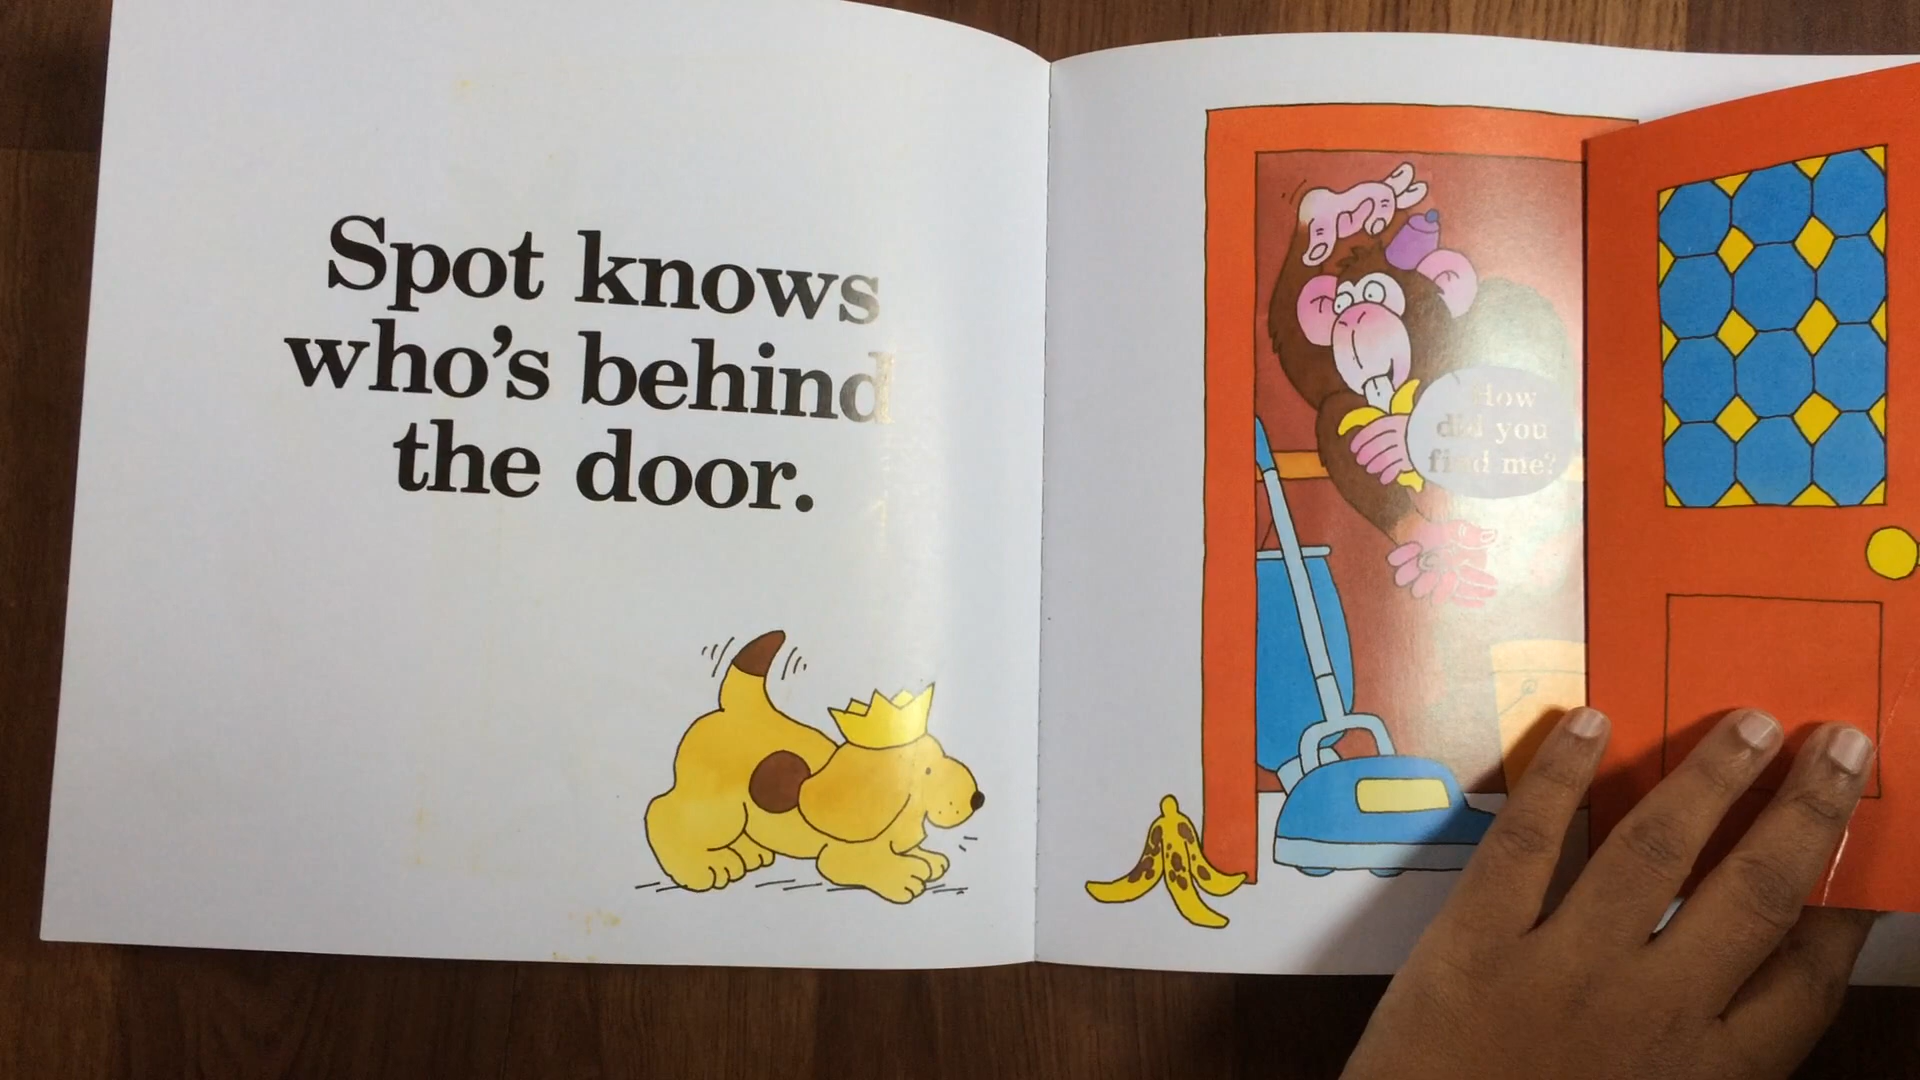 Spot knows
who's behind
the door.
How
did you
find me?